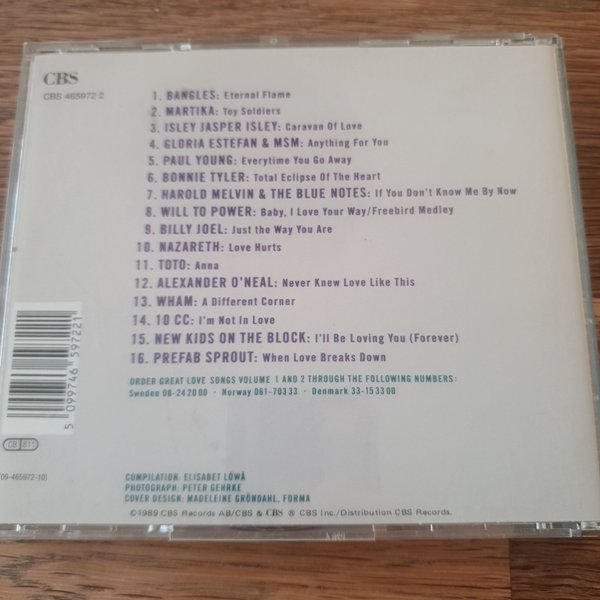 CBS
CBS 465972 2
1. BANGLES: Eternal Flame
2. MARTIKA: Toy Soldiers
3. ISLEY JASPER ISLEY: Caravan Of Love
4. GLORIA ESTEFAN & MSM: Anything For You
5. PAUL YOUNG: Everytime You Go Away
6. BONNIE TYLER: Total Eclipse Of The Heart
7. HAROLD MELVIN & THE BLUE NOTES: If You Don't Know Me By Now
8. WILL TO POWER: Baby, I Love Your Way/Freebird Medley
9. BILLY JOEL: Just the Way You Are
10. NAZARETH: Love Hurts
11. TOTO: Anna
12. ALEXANDER O'NEAL: Never Knew Love Like This
13. WHAM: A Different Corner
14. 10 CC: I'm Not In Love
15. NEW KIDS ON THE BLOCK: I'll Be Loving You (Forever)
16. PREFAB SPROUT: When Love Breaks Down
ORDER GREAT LOVE SONGS VOLUME 1 AND 2 THROUGH THE FOLLOWING NUMBERS:
Sweden 08-24 20 00 · Norway 061-703 33 · Denmark 33-15 33 00
5 099746 597221
CB 811
09-465972-10)
COMPILATION: ELISABET LÖWÅ
PHOTOGRAPH: PETER GEHRKE
COVER DESIGN: MADELEINE GRÖNDAHL, FORMA
©1989 CBS Records AB/CBS & CBS ® CBS Inc./Distribution CBS Records.